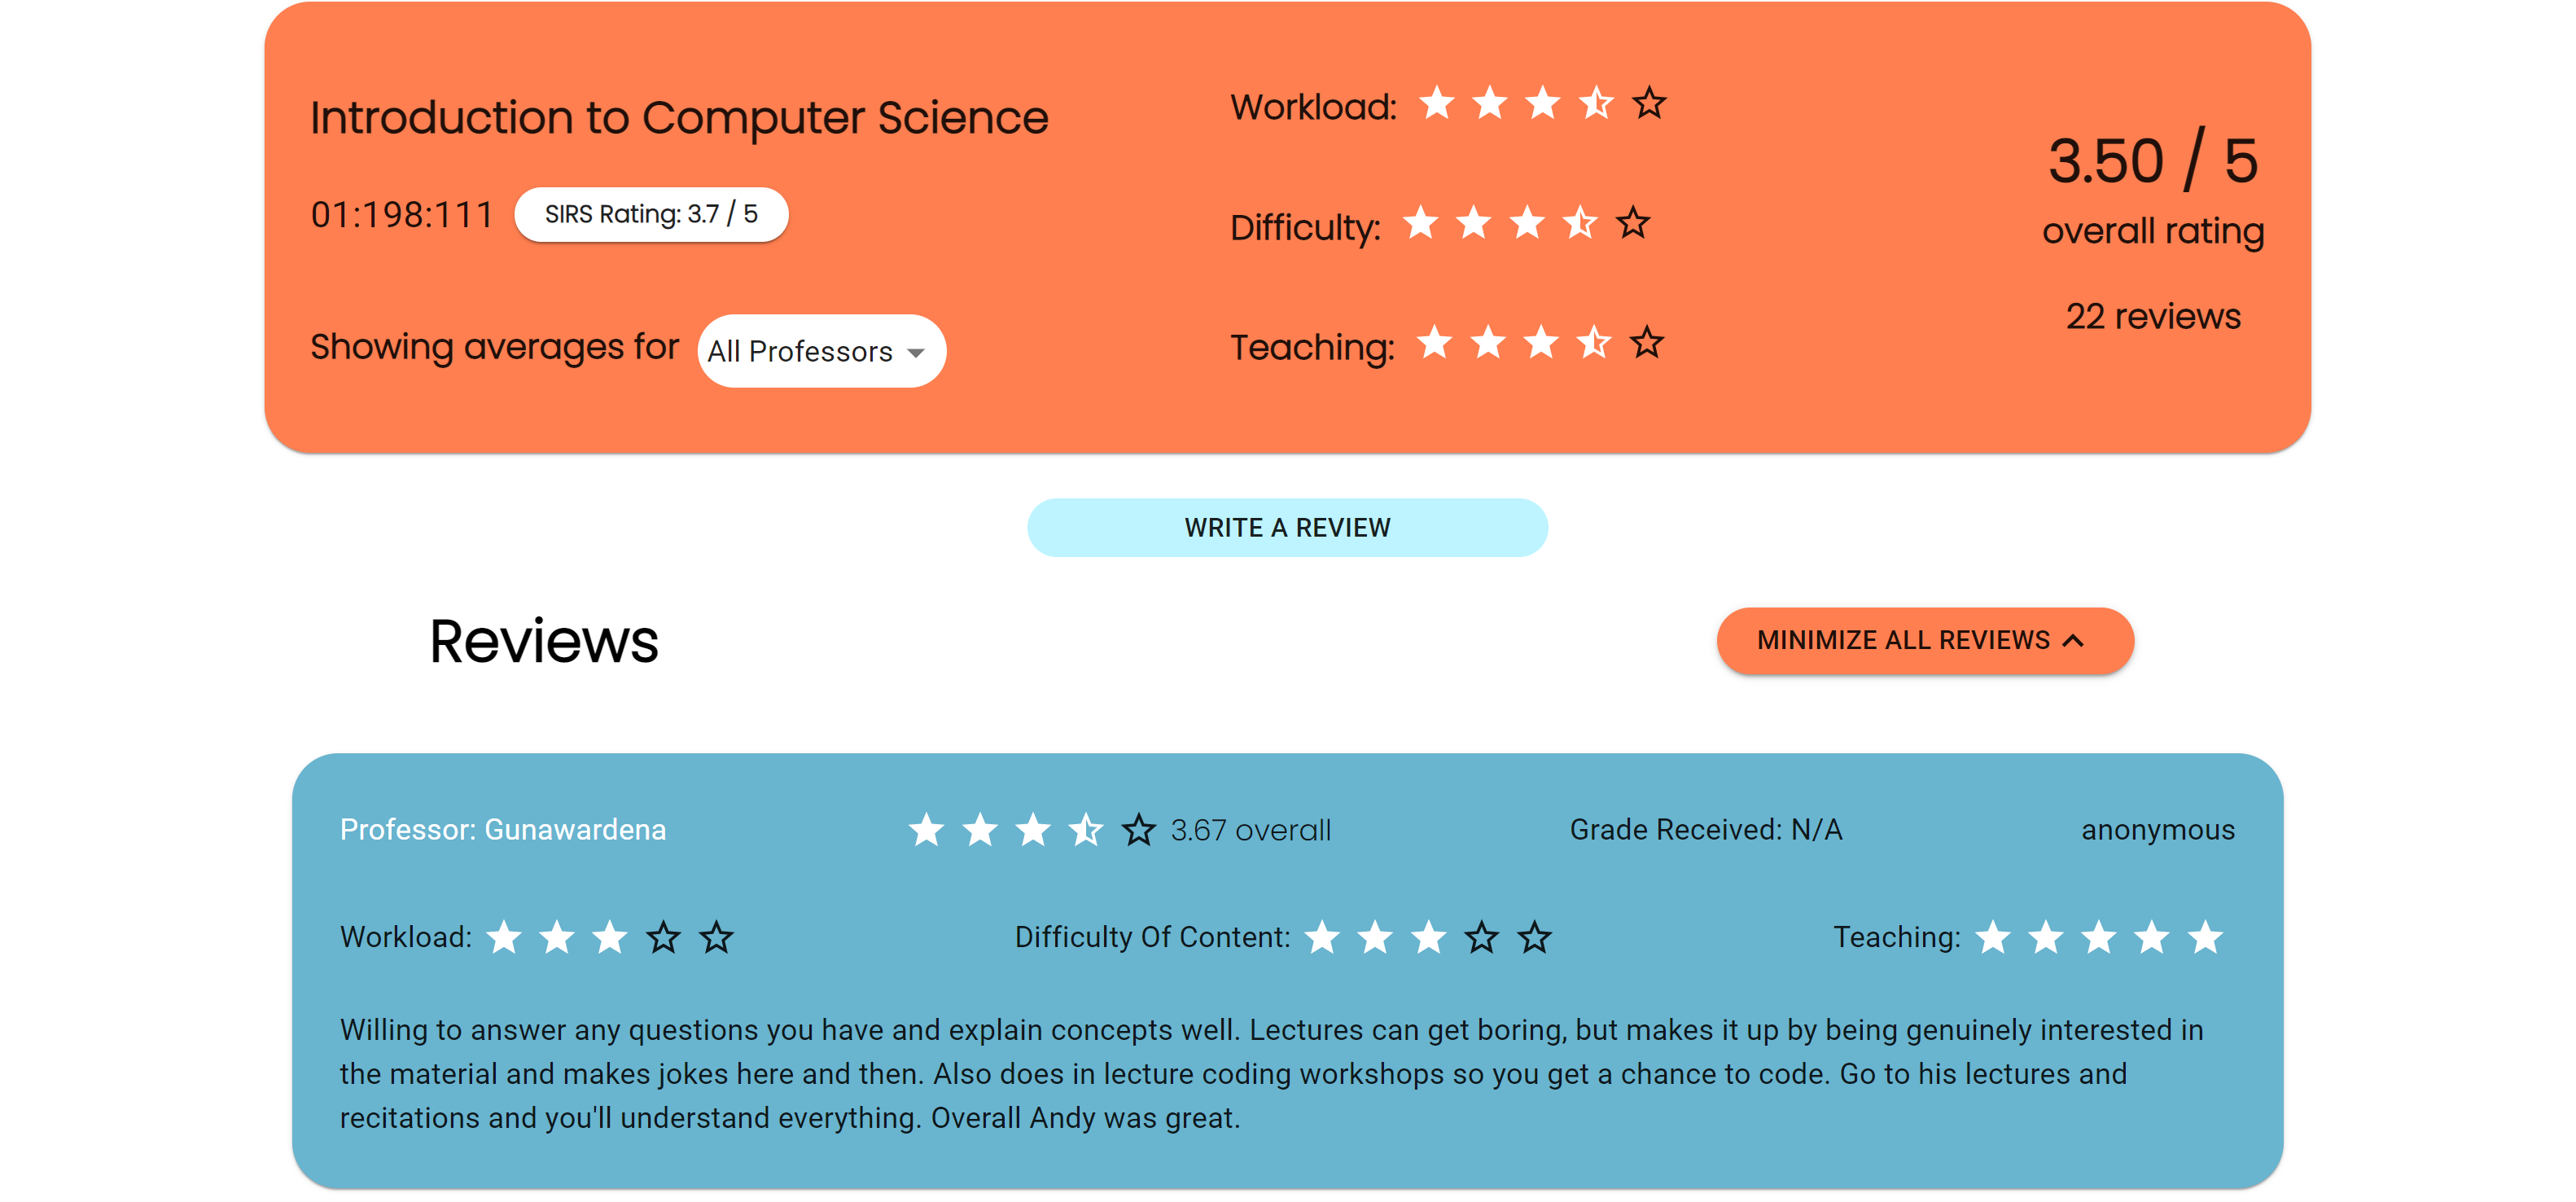 Introduction to Computer Science
01:198:111
SIRS Rating: 3.7 / 5
Showing averages for
All Professors
Workload:
Difficulty:
Teaching:
3.50 / 5
overall rating
22 reviews
WRITE A REVIEW
Reviews
MINIMIZE ALL REVIEWS
Professor: Gunawardena
3.67 overall
Grade Received: N/A
anonymous
Workload:
Difficulty Of Content:
Teaching:
Willing to answer any questions you have and explain concepts well. Lectures can get boring, but makes it up by being genuinely interested in
the material and makes jokes here and then. Also does in lecture coding workshops so you get a chance to code. Go to his lectures and
recitations and you'll understand everything. Overall Andy was great.